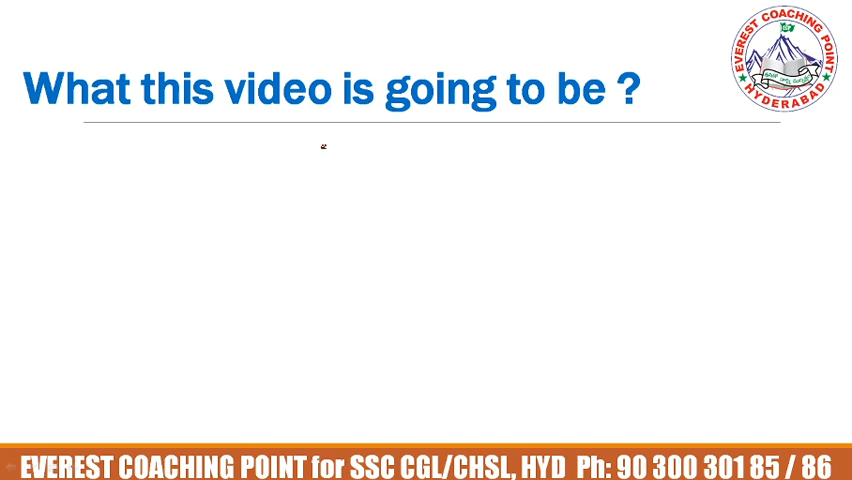 What this video is going to be ?
EVEREST COACHING POINT
HYDERABAD
EVEREST COACHING POINT for SSC CGL/CHSL, HYD Ph: 90 300 301 85 / 86